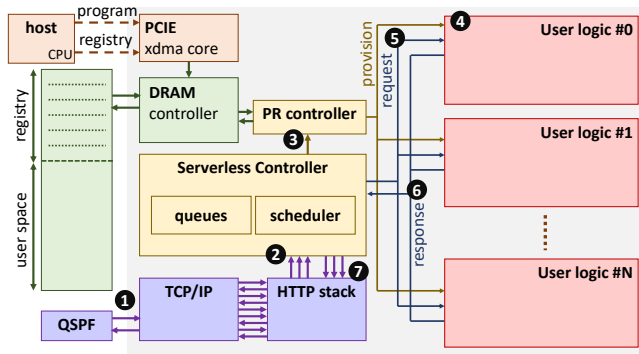 host
CPU
program
registry
PCIE
xdma core
DRAM
controller
PR controller
3
Serverless Controller
queues
scheduler
2
7
1
TCP/IP
HTTP stack
QSPF
registry
user space
provision
request
response
4
5
6
User logic #0
User logic #1
User logic #N